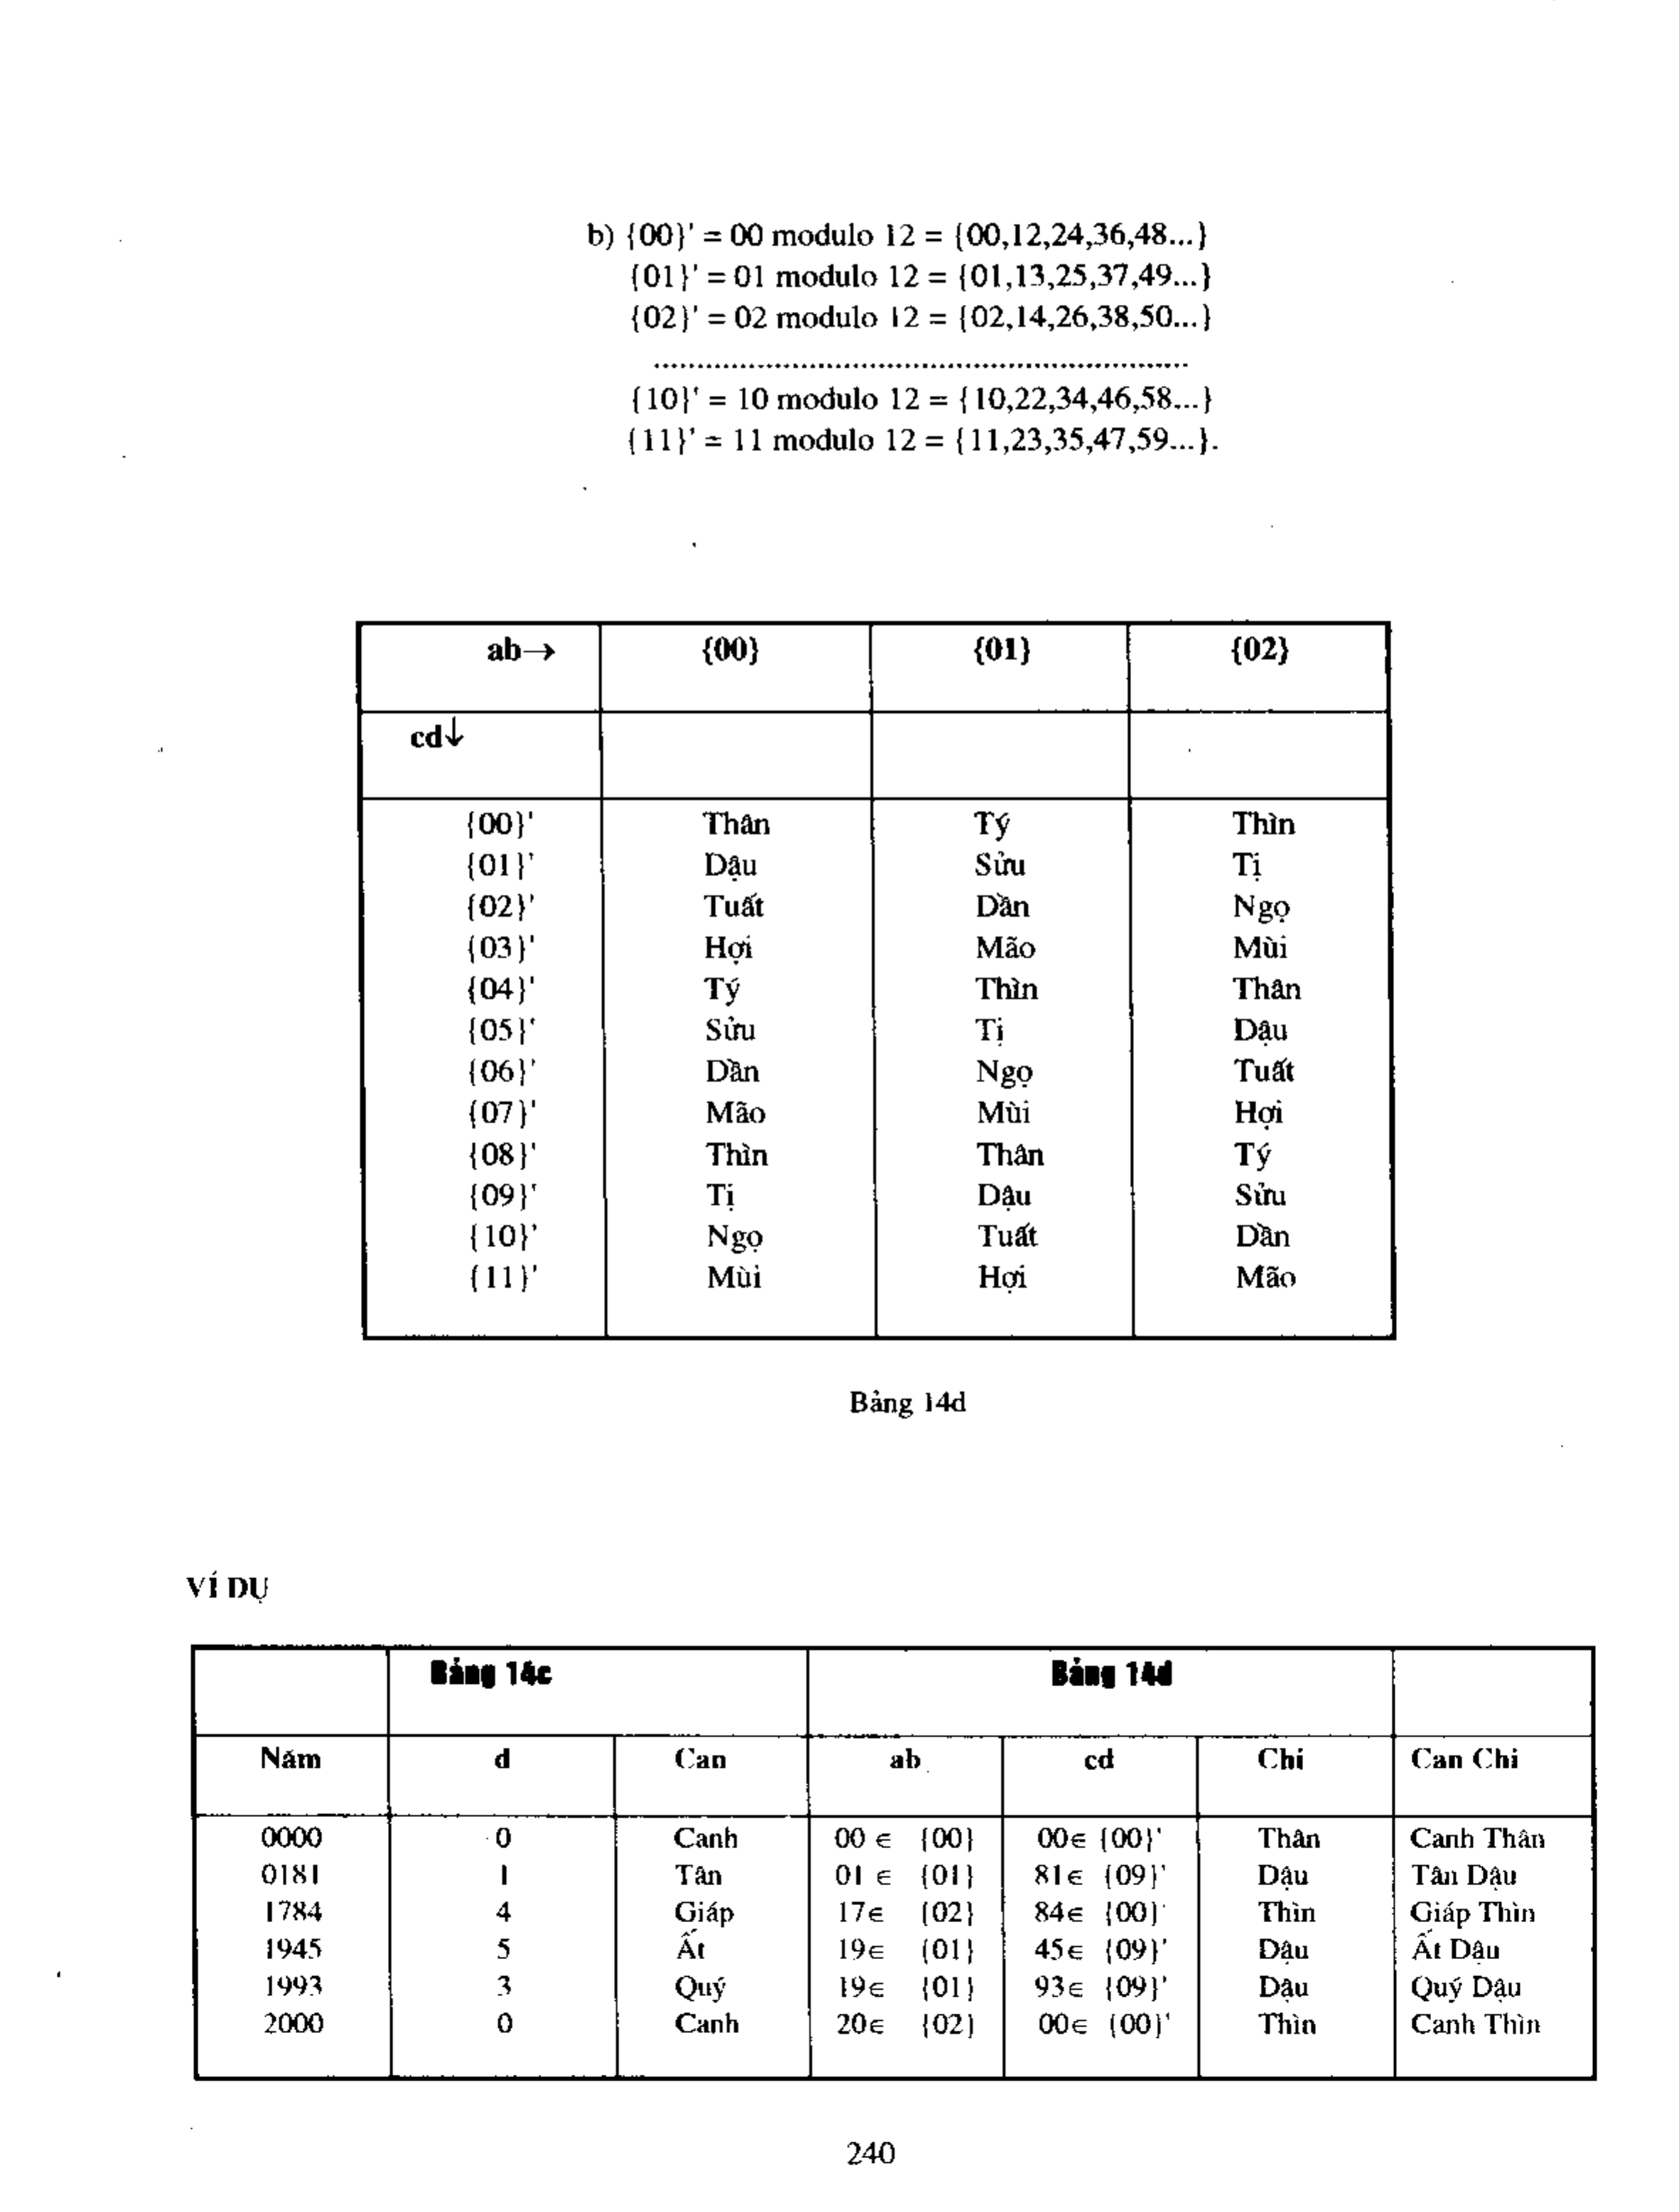 b) {00}' = 00 modulo 12 = {00,12,24,36,48...}
{01}' = 01 modulo 12 = {01,13,25,37,49...}
{02}' = 02 modulo 12 = {02,14,26,38,50...}
..............................................................
{10}' = 10 modulo 12 = {10,22,34,46,58...}
{11}' = 11 modulo 12 = {11,23,35,47,59...}.
ab→ {00} {01} {02}
cd↓
{00}' Thân Tý Thìn
{01}' Dậu Sửu Tị
{02}' Tuất Dần Ngọ
{03}' Hợi Mão Mùi
{04}' Tý Thìn Thân
{05}' Sửu Tị Dậu
{06}' Dần Ngọ Tuất
{07}' Mão Mùi Hợi
{08}' Thìn Thân Tý
{09}' Tị Dậu Sửu
{10}' Ngọ Tuất Dần
{11}' Mùi Hợi Mão
Bảng 14d
VÍ DỤ
Bảng 14c Bảng 14d
Năm d Can ab cd Chi Can Chi
0000 0 Canh 00 ∈ {00} 00∈ {00}' Thân Canh Thân
0181 1 Tân 01 ∈ {01} 81∈ {09}' Dậu Tân Dậu
1784 4 Giáp 17∈ {02} 84∈ {00}' Thìn Giáp Thìn
1945 5 Ất 19∈ {01} 45∈ {09}' Dậu Ất Dậu
1993 3 Quý 19∈ {01} 93∈ {09}' Dậu Quý Dậu
2000 0 Canh 20∈ {02} 00∈ {00}' Thìn Canh Thìn
240